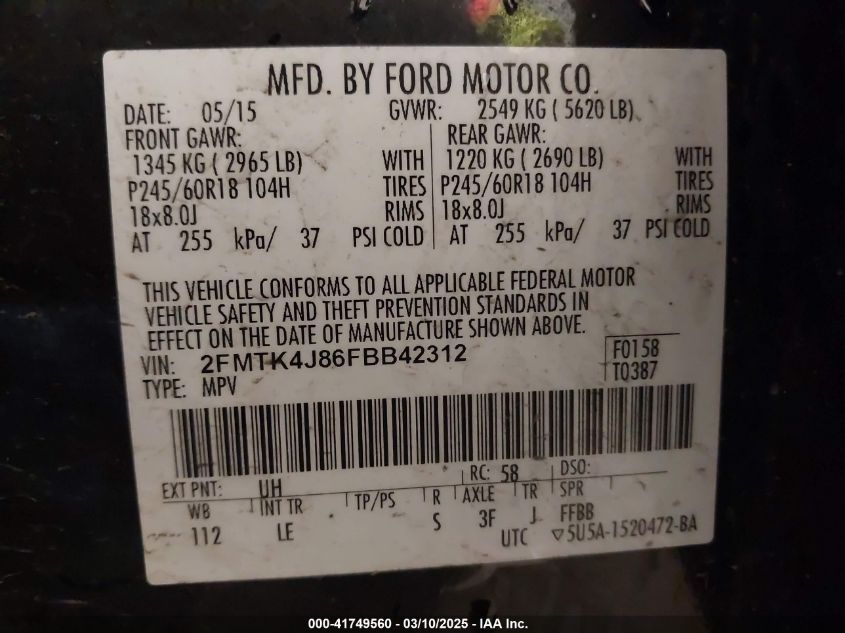 MFD. BY FORD MOTOR CO.
DATE: 05/15 GVWR: 2549 KG ( 5620 LB)
FRONT GAWR: REAR GAWR:
1345 KG ( 2965 LB) WITH 1220 KG ( 2690 LB) WITH
P245/60R18 104H TIRES P245/60R18 104H TIRES
18x8.0J RIMS 18x8.0J RIMS
AT 255 kPa/ 37 PSI COLD AT 255 kPa/ 37 PSI COLD
THIS VEHICLE CONFORMS TO ALL APPLICABLE FEDERAL MOTOR
VEHICLE SAFETY AND THEFT PREVENTION STANDARDS IN
EFFECT ON THE DATE OF MANUFACTURE SHOWN ABOVE.
VIN: 2FMTK4J86FBB42312 F0158
TYPE: MPV T0387
EXT PNT: UH RC: 58 DSO:
WB INT TR TP/PS R AXLE TR SPR
112 LE S 3F J FFBB
UTC ▽5U5A-1520472-BA
000-41749560 - 03/10/2025 - IAA Inc.